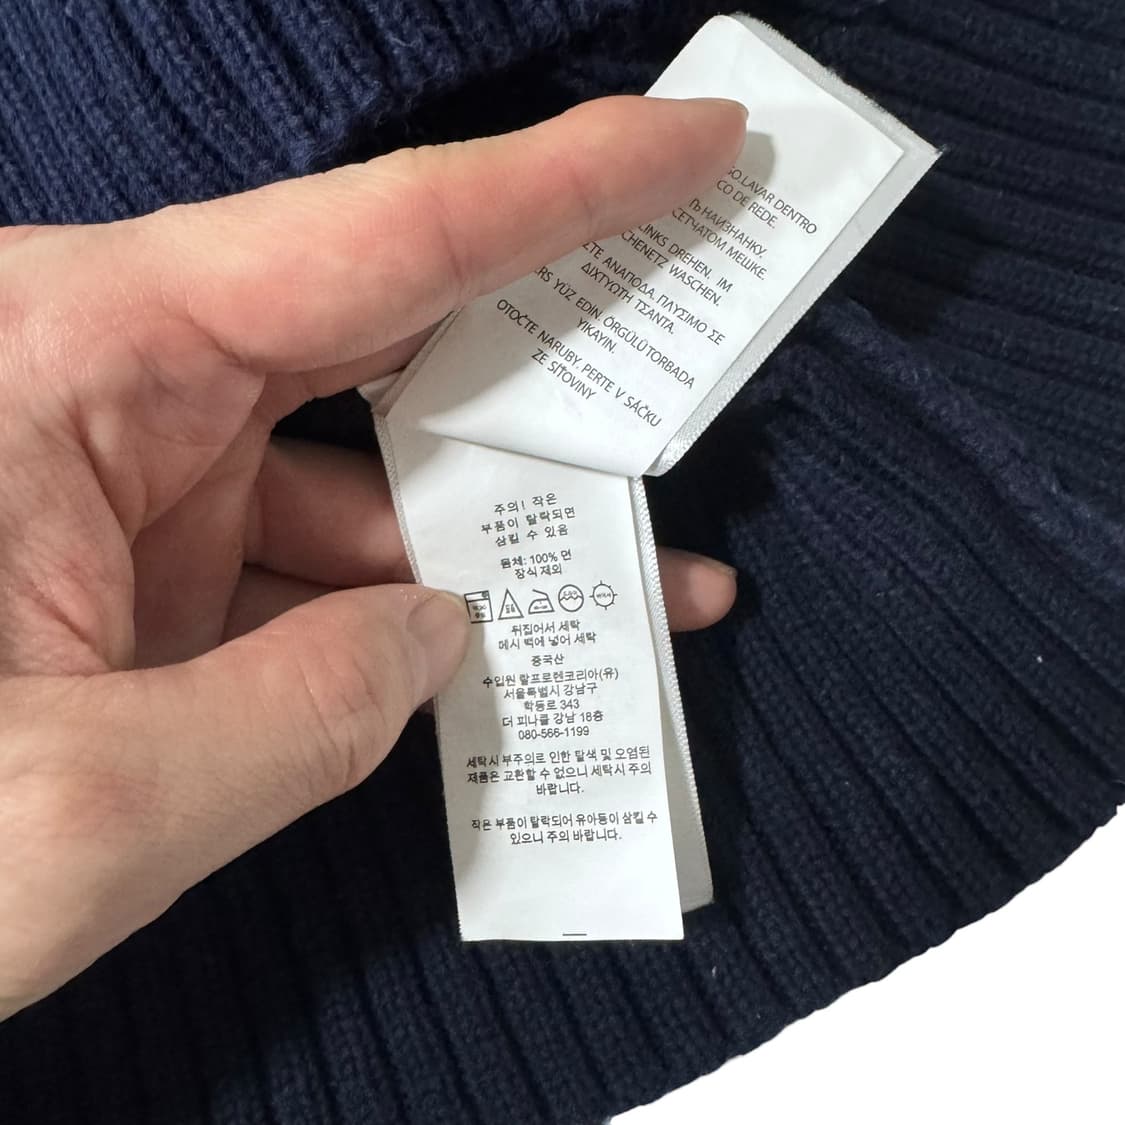 GO. LAVAR DENTRO
CO DE REDE.
ТЬ НАИЗНАНКУ.
СЕТЧАТОМ МЕШКЕ.
LINKS DREHEN. IM
CHENETZ WASCHEN.
ΣΤΕ ΑΝΑΠΟΔΑ. ΠΛΥΣΙΜΟ ΣΕ
ΔΙΧΤΥΩΤΗ ΤΣΑΝΤΑ.
ERS YÜZ EDİN. ÖRGÜLÜ TORBADA
YIKAYIN.
OTOČTE NARUBY. PERTE V SÁČKU
ZE SÍŤOVINY
주의! 작은
부품이 탈락되면
삼킬 수 있음
몸체: 100% 면
장식 제외
뒤집어서 세탁
메시 백에 넣어 세탁
중국산
수입원 랄프로렌코리아(유)
서울특별시 강남구
학동로 343
더 피나클 강남 18층
080-566-1199
세탁시 부주의로 인한 탈색 및 오염된
제품은 교환할 수 없으니 세탁시 주의
바랍니다.
작은 부품이 탈락되어 유아등이 삼킬 수
있으니 주의 바랍니다.